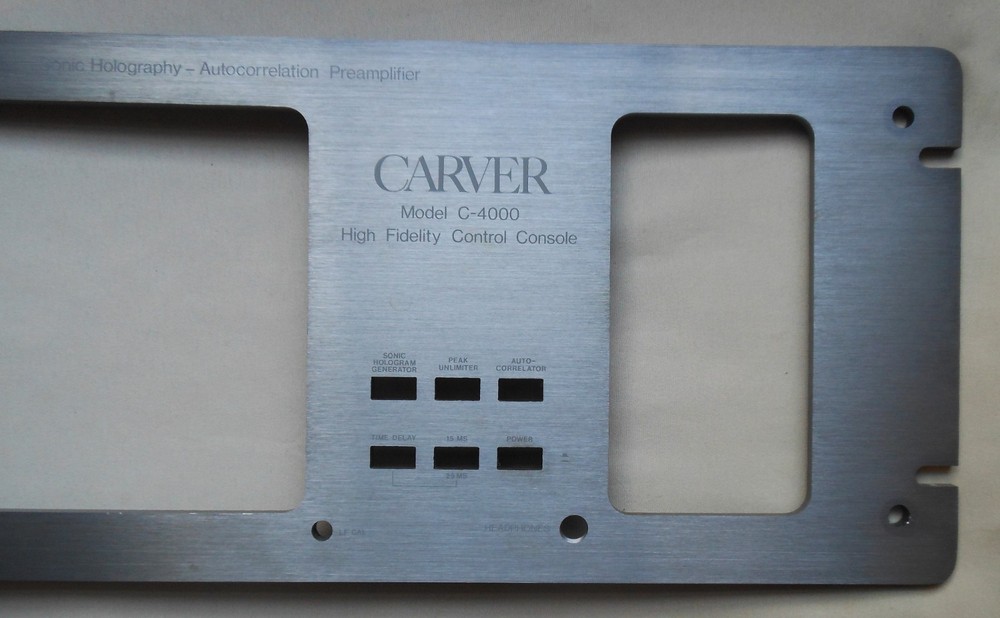 Sonic Holography – Autocorrelation Preamplifier
CARVER
Model C-4000
High Fidelity Control Console
SONIC
HOLOGRAM
GENERATOR
PEAK
UNLIMITER
AUTO-
CORRELATOR
TIME DELAY
15 MS
POWER
25 MS
HEADPHONES